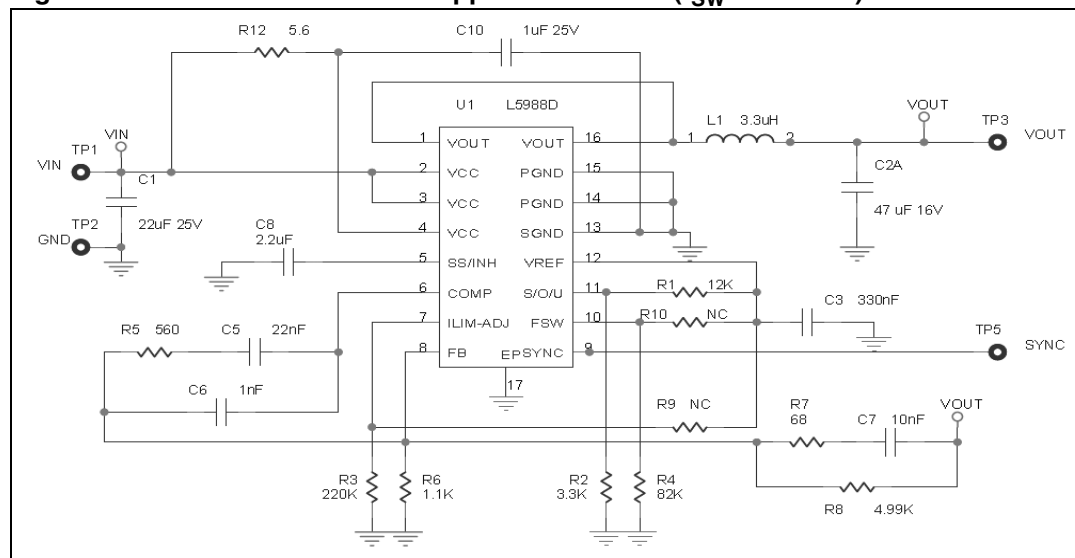 SW
R12 5.6
C10 1uF 25V
U1 L5988D
VOUT
L1 3.3uH
TP3
VOUT
1 VOUT VOUT 16
1 2
VIN
TP1
VIN
2 VCC PGND 15
C1
C2A
3 VCC PGND 14
22uF 25V
47 uF 16V
TP2
GND
C8
2.2uF
4 VCC SGND 13
5 SS/INH VREF 12
6 COMP S/O/U 11
R1 12K
7 ILIM-ADJ FSW 10
R10 NC
C3 330nF
R5 560
C5 22nF
TP5
SYNC
8 FB EP SYNC 9
17
C6 1nF
R9 NC
R7
68
C7 10nF
VOUT
R3
220K
R6
1.1K
R2
3.3K
R4
82K
R8 4.99K